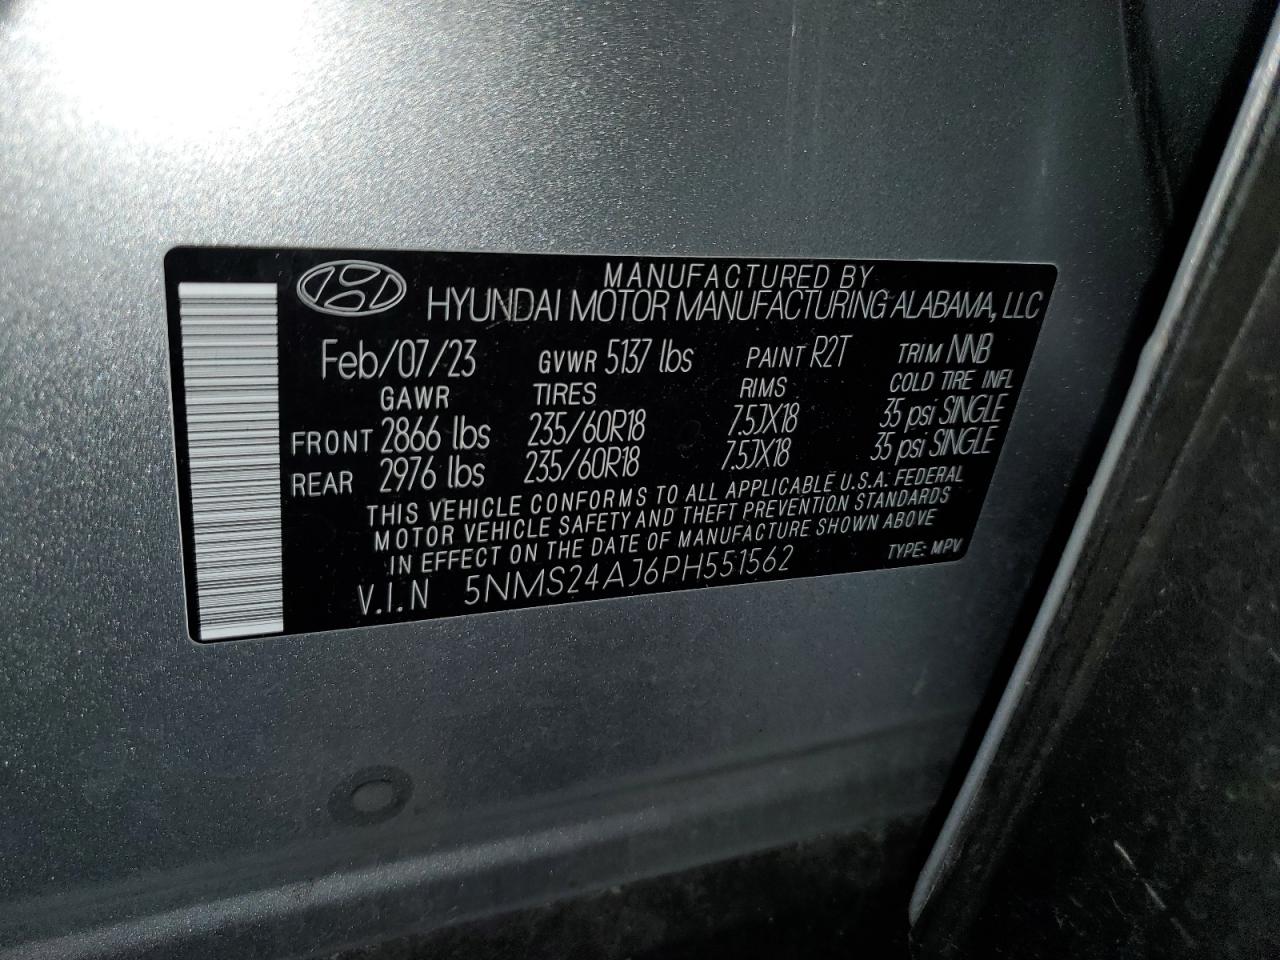 MANUFACTURED BY
HYUNDAI MOTOR MANUFACTURING ALABAMA, LLC
Feb/07/23 GVWR 5137 lbs PAINT R2T TRIM NNB
GAWR TIRES RIMS COLD TIRE INFL
FRONT 2866 lbs 235/60R18 7.5JX18 35 psi SINGLE
REAR 2976 lbs 235/60R18 7.5JX18 35 psi SINGLE
THIS VEHICLE CONFORMS TO ALL APPLICABLE U.S.A. FEDERAL
MOTOR VEHICLE SAFETY AND THEFT PREVENTION STANDARDS
IN EFFECT ON THE DATE OF MANUFACTURE SHOWN ABOVE
V.I.N 5NMS24AJ6PH551562 TYPE: MPV